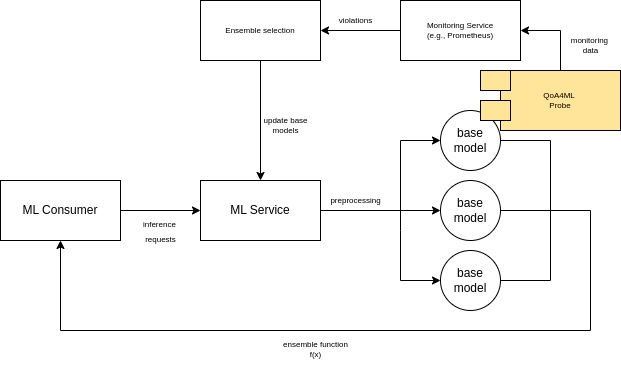 Ensemble selection
violations
Monitoring Service
(e.g., Prometheus)
monitoring
data
QoA4ML
Probe
update base
models
base
model
ML Consumer
inference
requests
ML Service
preprocessing
base
model
base
model
ensemble function
f(x)